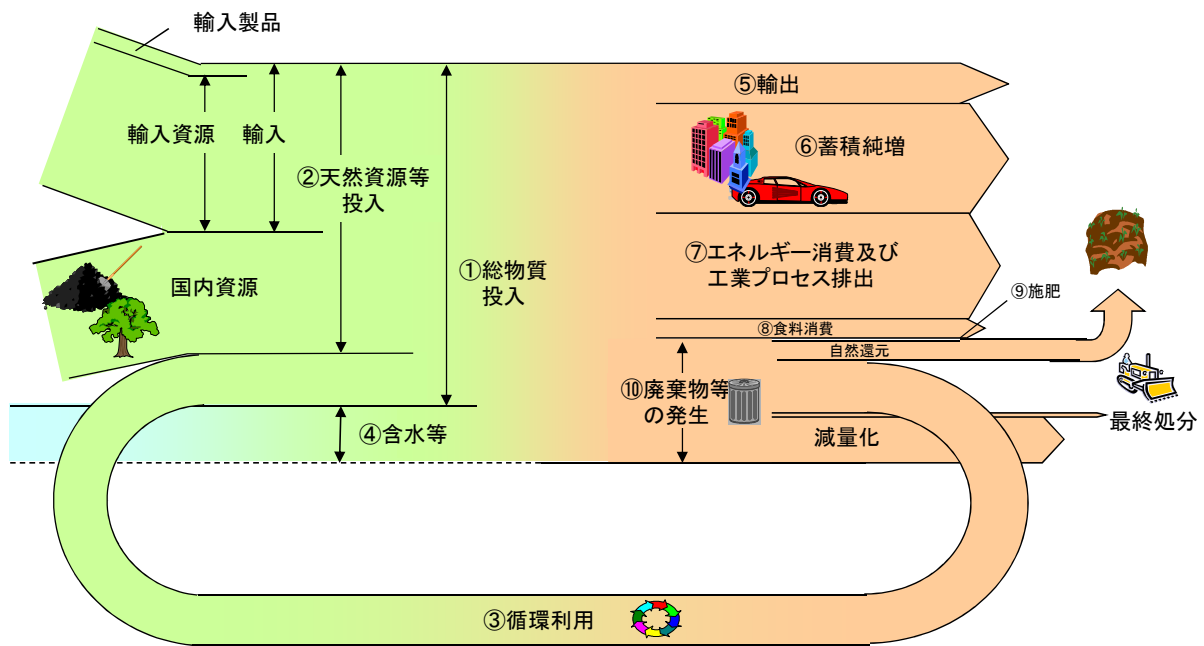 輸入製品
輸入資源
輸入
②天然資源等
投入
国内資源
①総物質
投入
④含水等
⑤輸出
⑥蓄積純増
⑦エネルギー消費及び
工業プロセス排出
⑨施肥
⑧食料消費
自然還元
⑩廃棄物等
の発生
減量化
最終処分
③循環利用